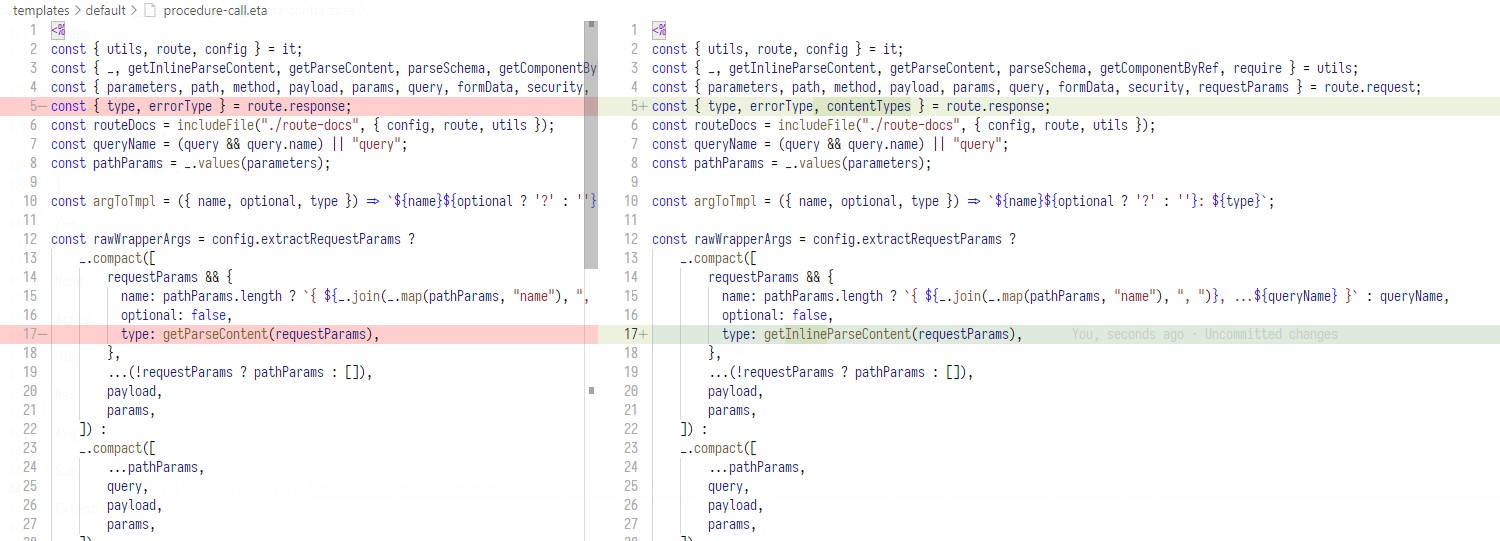 templates > default > procedure-call.eta
1 <%
2 const { utils, route, config } = it;
3 const { _, getInlineParseContent, getParseContent, parseSchema, getComponentBy
4 const { parameters, path, method, payload, params, query, formData, security,
5— const { type, errorType } = route.response;
6 const routeDocs = includeFile("./route-docs", { config, route, utils });
7 const queryName = (query && query.name) || "query";
8 const pathParams = _.values(parameters);
9
10 const argToTmpl = ({ name, optional, type }) => `${name}${optional ? '?' : ''}
11
12 const rawWrapperArgs = config.extractRequestParams ?
13 _.compact([
14 requestParams && {
15 name: pathParams.length ? `{ ${_.join(_.map(pathParams, "name"), ",
16 optional: false,
17— type: getParseContent(requestParams),
18 },
19 ...(!requestParams ? pathParams : []),
20 payload,
21 params,
22 ]) :
23 _.compact([
24 ...pathParams,
25 query,
26 payload,
27 params,
1 <%
2 const { utils, route, config } = it;
3 const { _, getInlineParseContent, getParseContent, parseSchema, getComponentByRef, require } = utils;
4 const { parameters, path, method, payload, params, query, formData, security, requestParams } = route.request;
5+ const { type, errorType, contentTypes } = route.response;
6 const routeDocs = includeFile("./route-docs", { config, route, utils });
7 const queryName = (query && query.name) || "query";
8 const pathParams = _.values(parameters);
9
10 const argToTmpl = ({ name, optional, type }) => `${name}${optional ? '?' : ''}: ${type}`;
11
12 const rawWrapperArgs = config.extractRequestParams ?
13 _.compact([
14 requestParams && {
15 name: pathParams.length ? `{ ${_.join(_.map(pathParams, "name"), ", ")}, ...${queryName} }` : queryName,
16 optional: false,
17+ type: getInlineParseContent(requestParams), You, seconds ago · Uncommitted changes
18 },
19 ...(!requestParams ? pathParams : []),
20 payload,
21 params,
22 ]) :
23 _.compact([
24 ...pathParams,
25 query,
26 payload,
27 params,